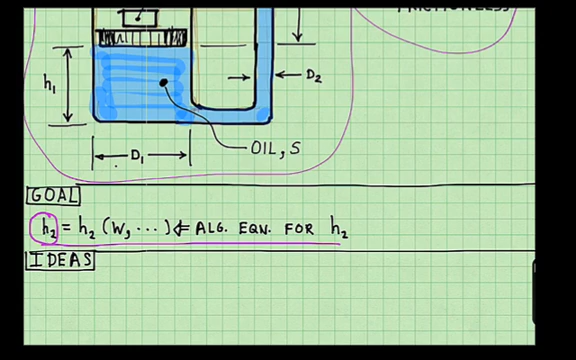 FRICTIONLESS
h1
D2
OIL, S
D1
GOAL
h2 = h2 (W, ...) ⇐ ALG. EQN. FOR h2
IDEAS